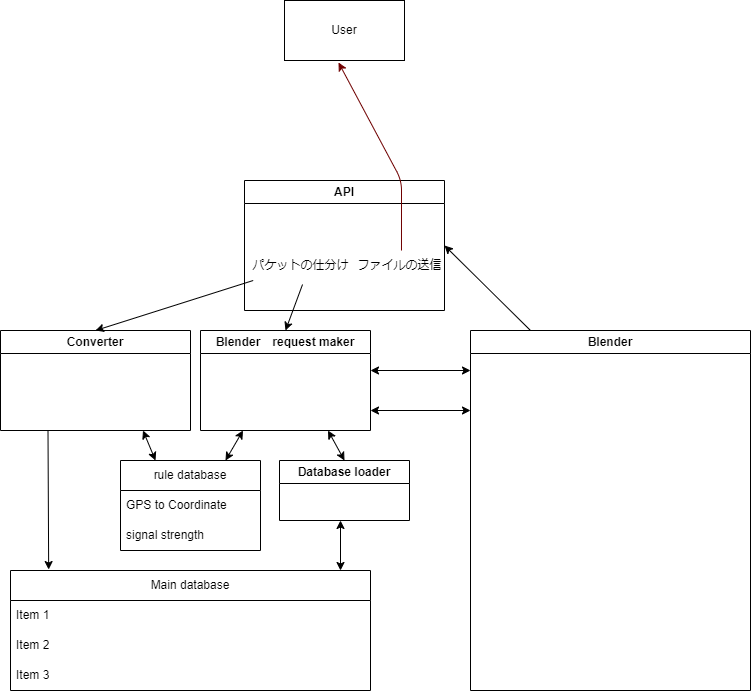 User
API
パケットの仕分け ファイルの送信
Converter
Blender request maker
Blender
rule database
GPS to Coordinate
signal strength
Database loader
Main database
Item 1
Item 2
Item 3